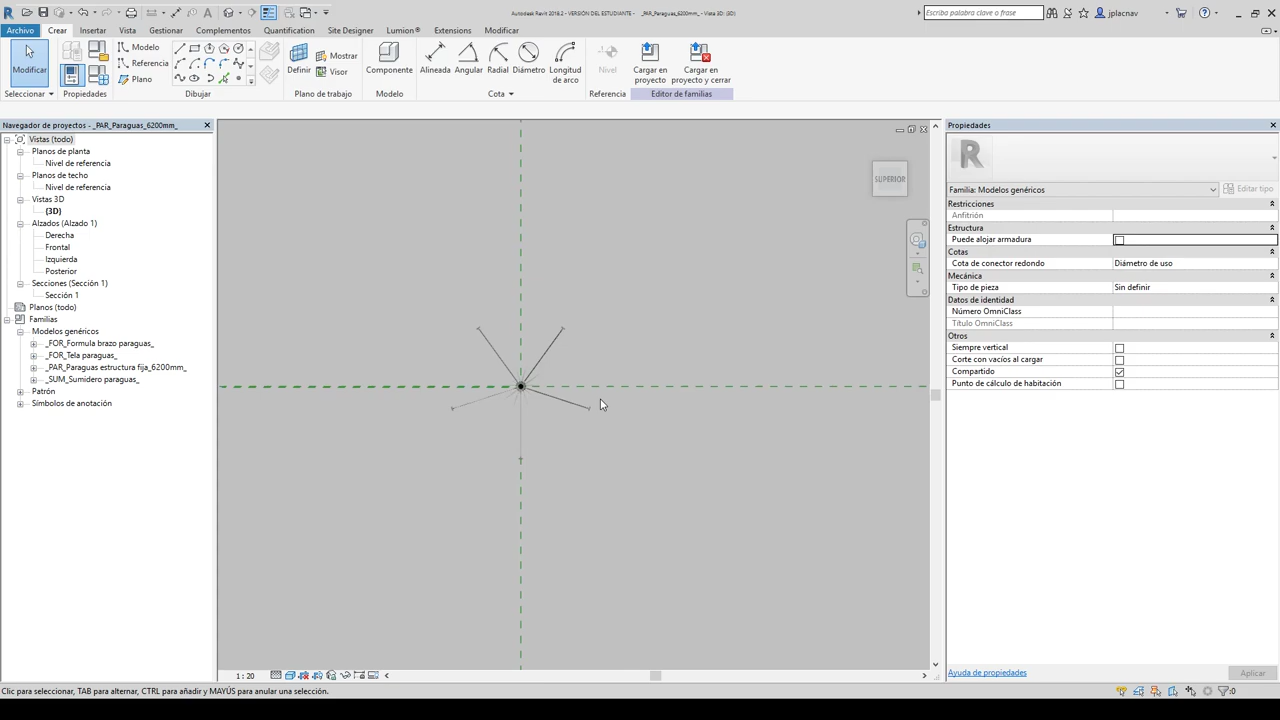 Autodesk Revit 2018.2 - VERSIÓN DEL ESTUDIANTE - _PAR_Paraguas_6200mm_ - Vista 3D: {3D}
Escriba palabra clave o frase
jplacnav
Archivo Crear Insertar Vista Gestionar Complementos Quantification Site Designer Lumion® Extensions Modificar
Modificar
Modelo
Referencia
Plano
Definir
Mostrar
Visor
Componente
Alineada
Angular
Radial
Diámetro
Longitud
de arco
Nivel
Cargar en
proyecto
Cargar en
proyecto y cerrar
Seleccionar
Propiedades
Dibujar
Plano de trabajo
Modelo
Cota
Referencia
Editor de familias
Navegador de proyectos - _PAR_Paraguas_6200mm_
Vistas (todo)
Planos de planta
Nivel de referencia
Planos de techo
Nivel de referencia
Vistas 3D
{3D}
Alzados (Alzado 1)
Derecha
Frontal
Izquierda
Posterior
Secciones (Sección 1)
Sección 1
Planos (todo)
Familias
Modelos genéricos
_FOR_Formula brazo paraguas_
_FOR_Tela paraguas_
_PAR_Paraguas estructura fija_6200mm_
_SUM_Sumidero paraguas_
Patrón
Símbolos de anotación
SUPERIOR
Propiedades
R
Familia: Modelos genéricos
Editar tipo
Restricciones
Anfitrión
Estructura
Puede alojar armadura
Cotas
Cota de conector redondo Diámetro de uso
Mecánica
Tipo de pieza Sin definir
Datos de identidad
Número OmniClass
Título OmniClass
Otros
Siempre vertical
Corte con vacíos al cargar
Compartido
Punto de cálculo de habitación
Ayuda de propiedades
Aplicar
1 : 20
Clic para seleccionar, TAB para alternar, CTRL para añadir y MAYÚS para anular una selección.
:0